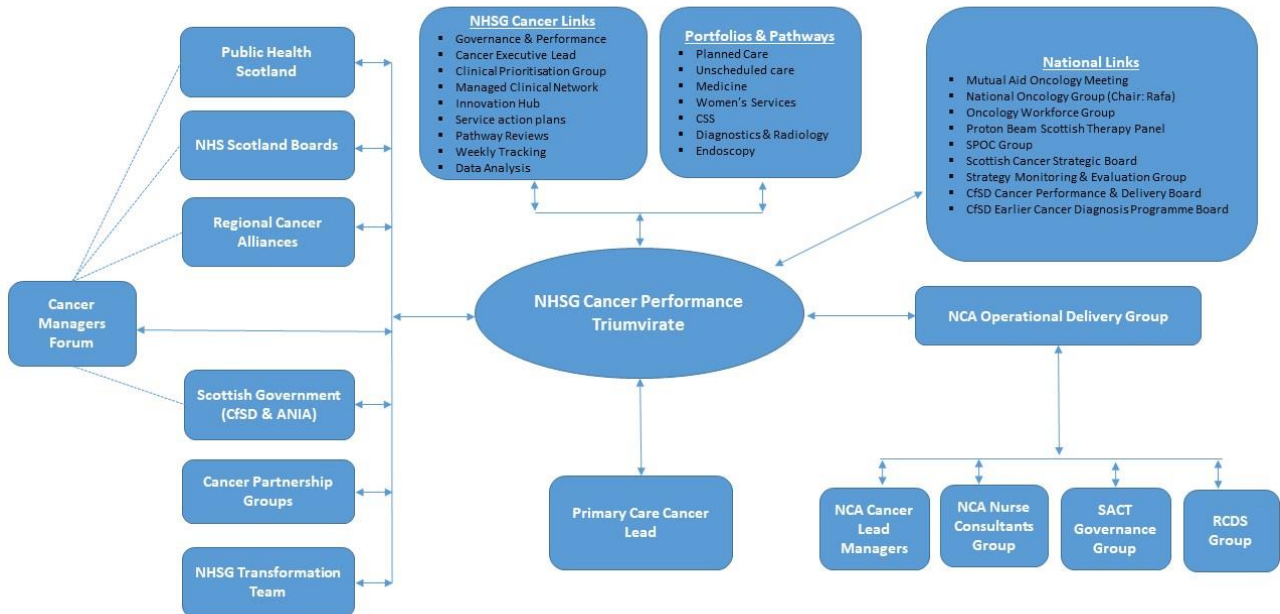 Public Health
Scotland
NHS Scotland Boards
Regional Cancer
Alliances
Cancer
Managers
Forum
Scottish Government
(CfSD & ANIA)
Cancer Partnership
Groups
NHSG Transformation
Team
NHSG Cancer Links
Governance & Performance
Cancer Executive Lead
Clinical Prioritisation Group
Managed Clinical Network
Innovation Hub
Service action plans
Pathway Reviews
Weekly Tracking
Data Analysis
Portfolios & Pathways
Planned Care
Unscheduled care
Medicine
Women's Services
CSS
Diagnostics & Radiology
Endoscopy
National Links
Mutual Aid Oncology Meeting
National Oncology Group (Chair: Rafa)
Oncology Workforce Group
Proton Beam Scottish Therapy Panel
SPOC Group
Scottish Cancer Strategic Board
Strategy Monitoring & Evaluation Group
CfSD Cancer Performance & Delivery Board
CfSD Earlier Cancer Diagnosis Programme Board
NHSG Cancer Performance
Triumvirate
NCA Operational Delivery Group
Primary Care Cancer
Lead
NCA Cancer
Lead
Managers
NCA Nurse
Consultants
Group
SACT
Governance
Group
RCDS
Group